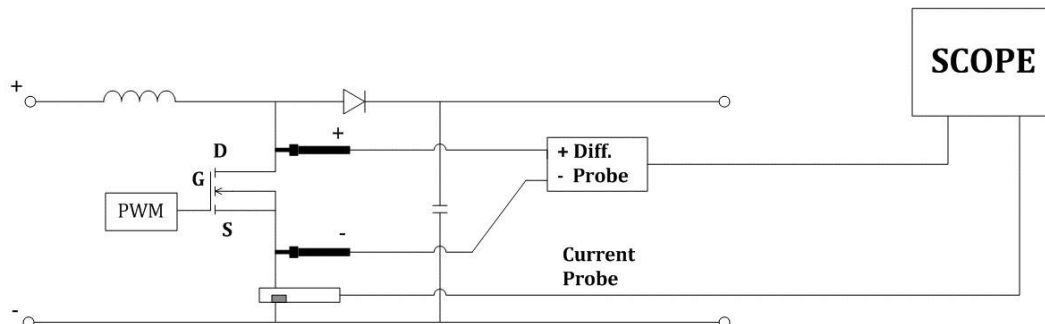 SCOPE
+
+
D
+ Diff.
- Probe
G
PWM
S
-
Current
Probe
-